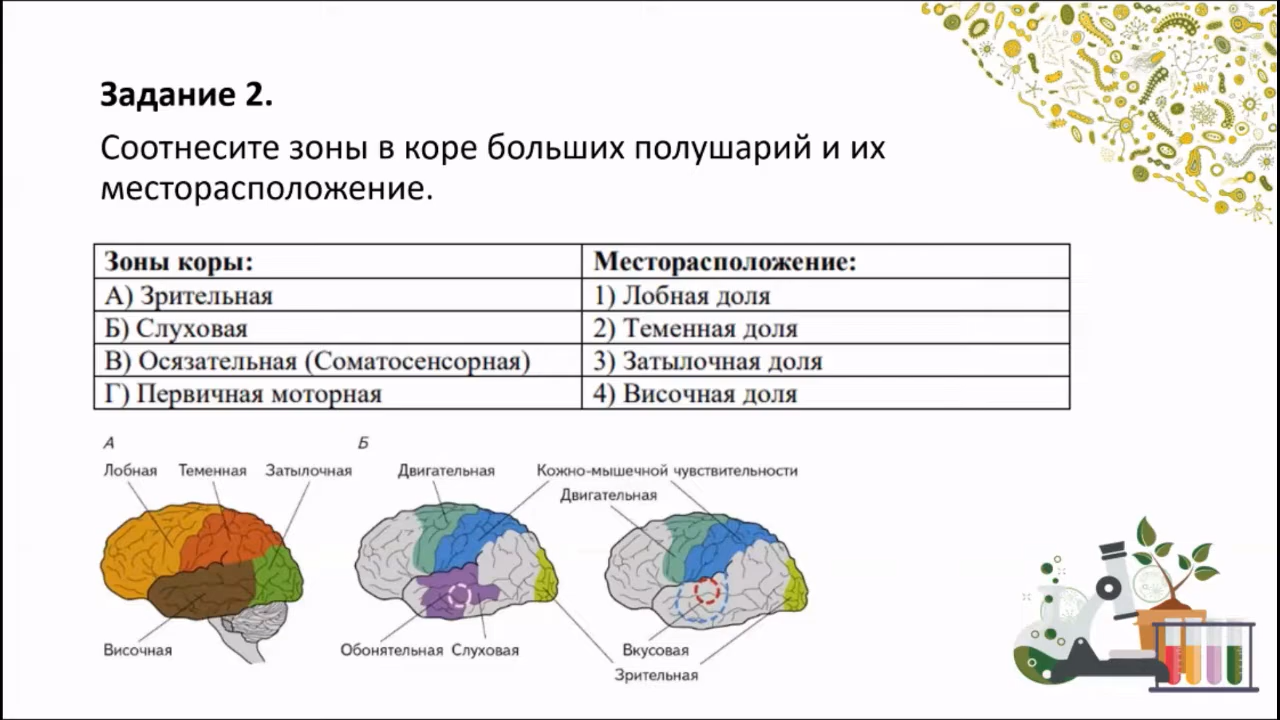 Задание 2.
Соотнесите зоны в коре больших полушарий и их
месторасположение.
Зоны коры: Месторасположение:
А) Зрительная 1) Лобная доля
Б) Слуховая 2) Теменная доля
В) Осязательная (Соматосенсорная) 3) Затылочная доля
Г) Первичная моторная 4) Височная доля
А Б
Лобная Теменная Затылочная Двигательная Кожно-мышечной чувствительности
Двигательная
Височная Обонятельная Слуховая Вкусовая
Зрительная